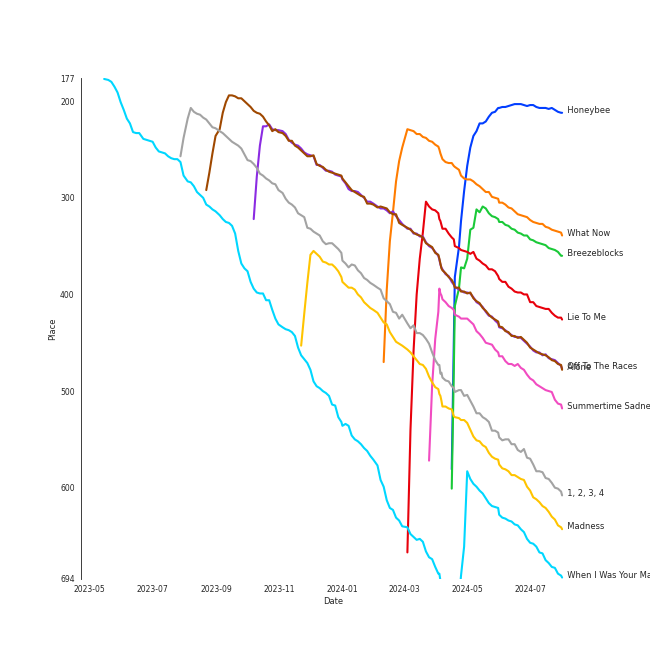 177
200
300
400
500
600
694
Place
2023-05
2023-07
2023-09
2023-11
2024-01
2024-03
2024-05
2024-07
Date
Honeybee
What Now
Breezeblocks
Lie To Me
Off To The Races
Summertime Sadne
1, 2, 3, 4
Madness
When I Was Your Ma